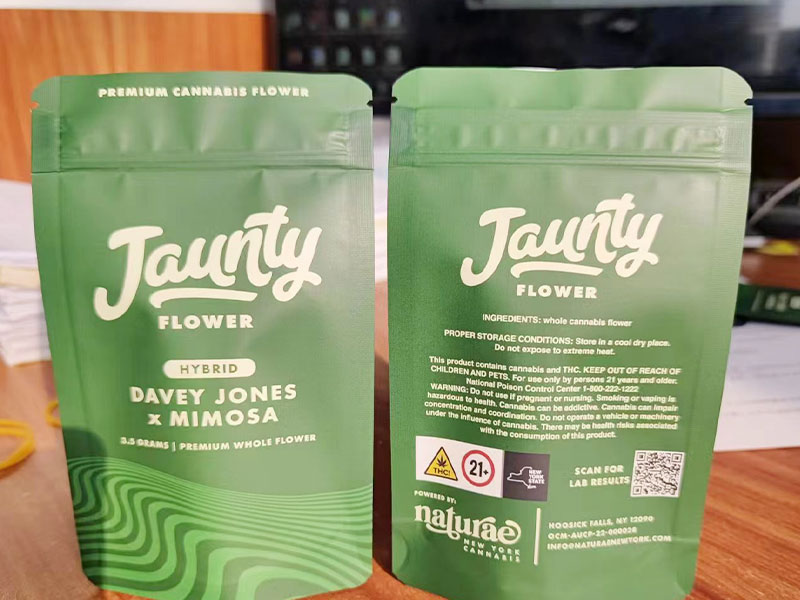 PREMIUM CANNABIS FLOWER
Jaunty
FLOWER
HYBRID
DAVEY JONES
x MIMOSA
3.5 GRAMS | PREMIUM WHOLE FLOWER
Jaunty
FLOWER
INGREDIENTS: whole cannabis flower
PROPER STORAGE CONDITIONS: Store in a cool dry place.
Do not expose to extreme heat.
This product contains cannabis and THC. KEEP OUT OF REACH OF
CHILDREN AND PETS. For use only by persons 21 years and older.
National Poison Control Center 1-800-222-1222
WARNING: Do not use if pregnant or nursing. Smoking or vaping is
hazardous to health. Cannabis can be addictive. Cannabis can impair
concentration and coordination. Do not operate a vehicle or machinery
under the influence of cannabis. There may be health risks associated
with the consumption of this product.
THC!
21+
NEW
YORK
STATE
SCAN FOR
LAB RESULTS
POWERED BY:
naturae
NEW YORK
CANNABIS
HOOSICK FALLS, NY 12090
OCM-AUCP-22-000028
INFO@NATURAENEWYORK.COM